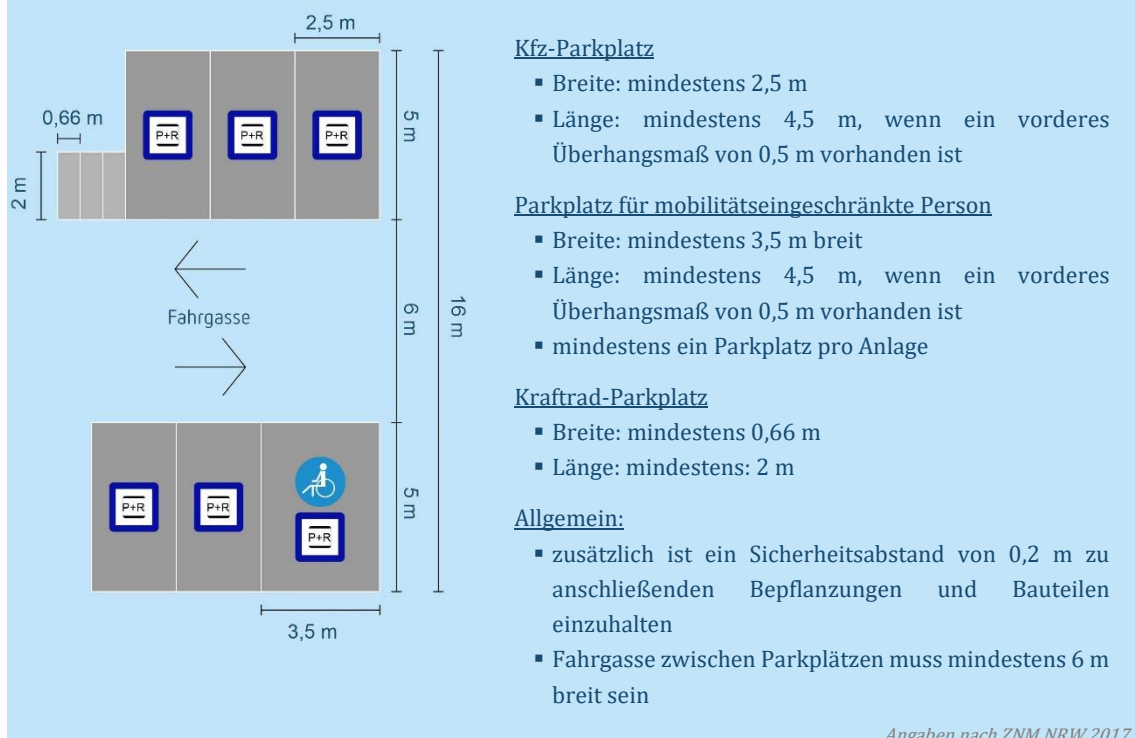 2,5 m
0,66 m
2 m
P+R
P+R
P+R
5 m
Fahrgasse
6 m
16 m
P+R
P+R
P+R
5 m
3,5 m
Kfz-Parkplatz
▪ Breite: mindestens 2,5 m
▪ Länge: mindestens 4,5 m, wenn ein vorderes
Überhangsmaß von 0,5 m vorhanden ist
Parkplatz für mobilitätseingeschränkte Person
▪ Breite: mindestens 3,5 m breit
▪ Länge: mindestens 4,5 m, wenn ein vorderes
Überhangsmaß von 0,5 m vorhanden ist
▪ mindestens ein Parkplatz pro Anlage
Kraftrad-Parkplatz
▪ Breite: mindestens 0,66 m
▪ Länge: mindestens: 2 m
Allgemein:
▪ zusätzlich ist ein Sicherheitsabstand von 0,2 m zu
anschließenden Bepflanzungen und Bauteilen
einzuhalten
▪ Fahrgasse zwischen Parkplätzen muss mindestens 6 m
breit sein
Angaben nach ZNM NRW 2017